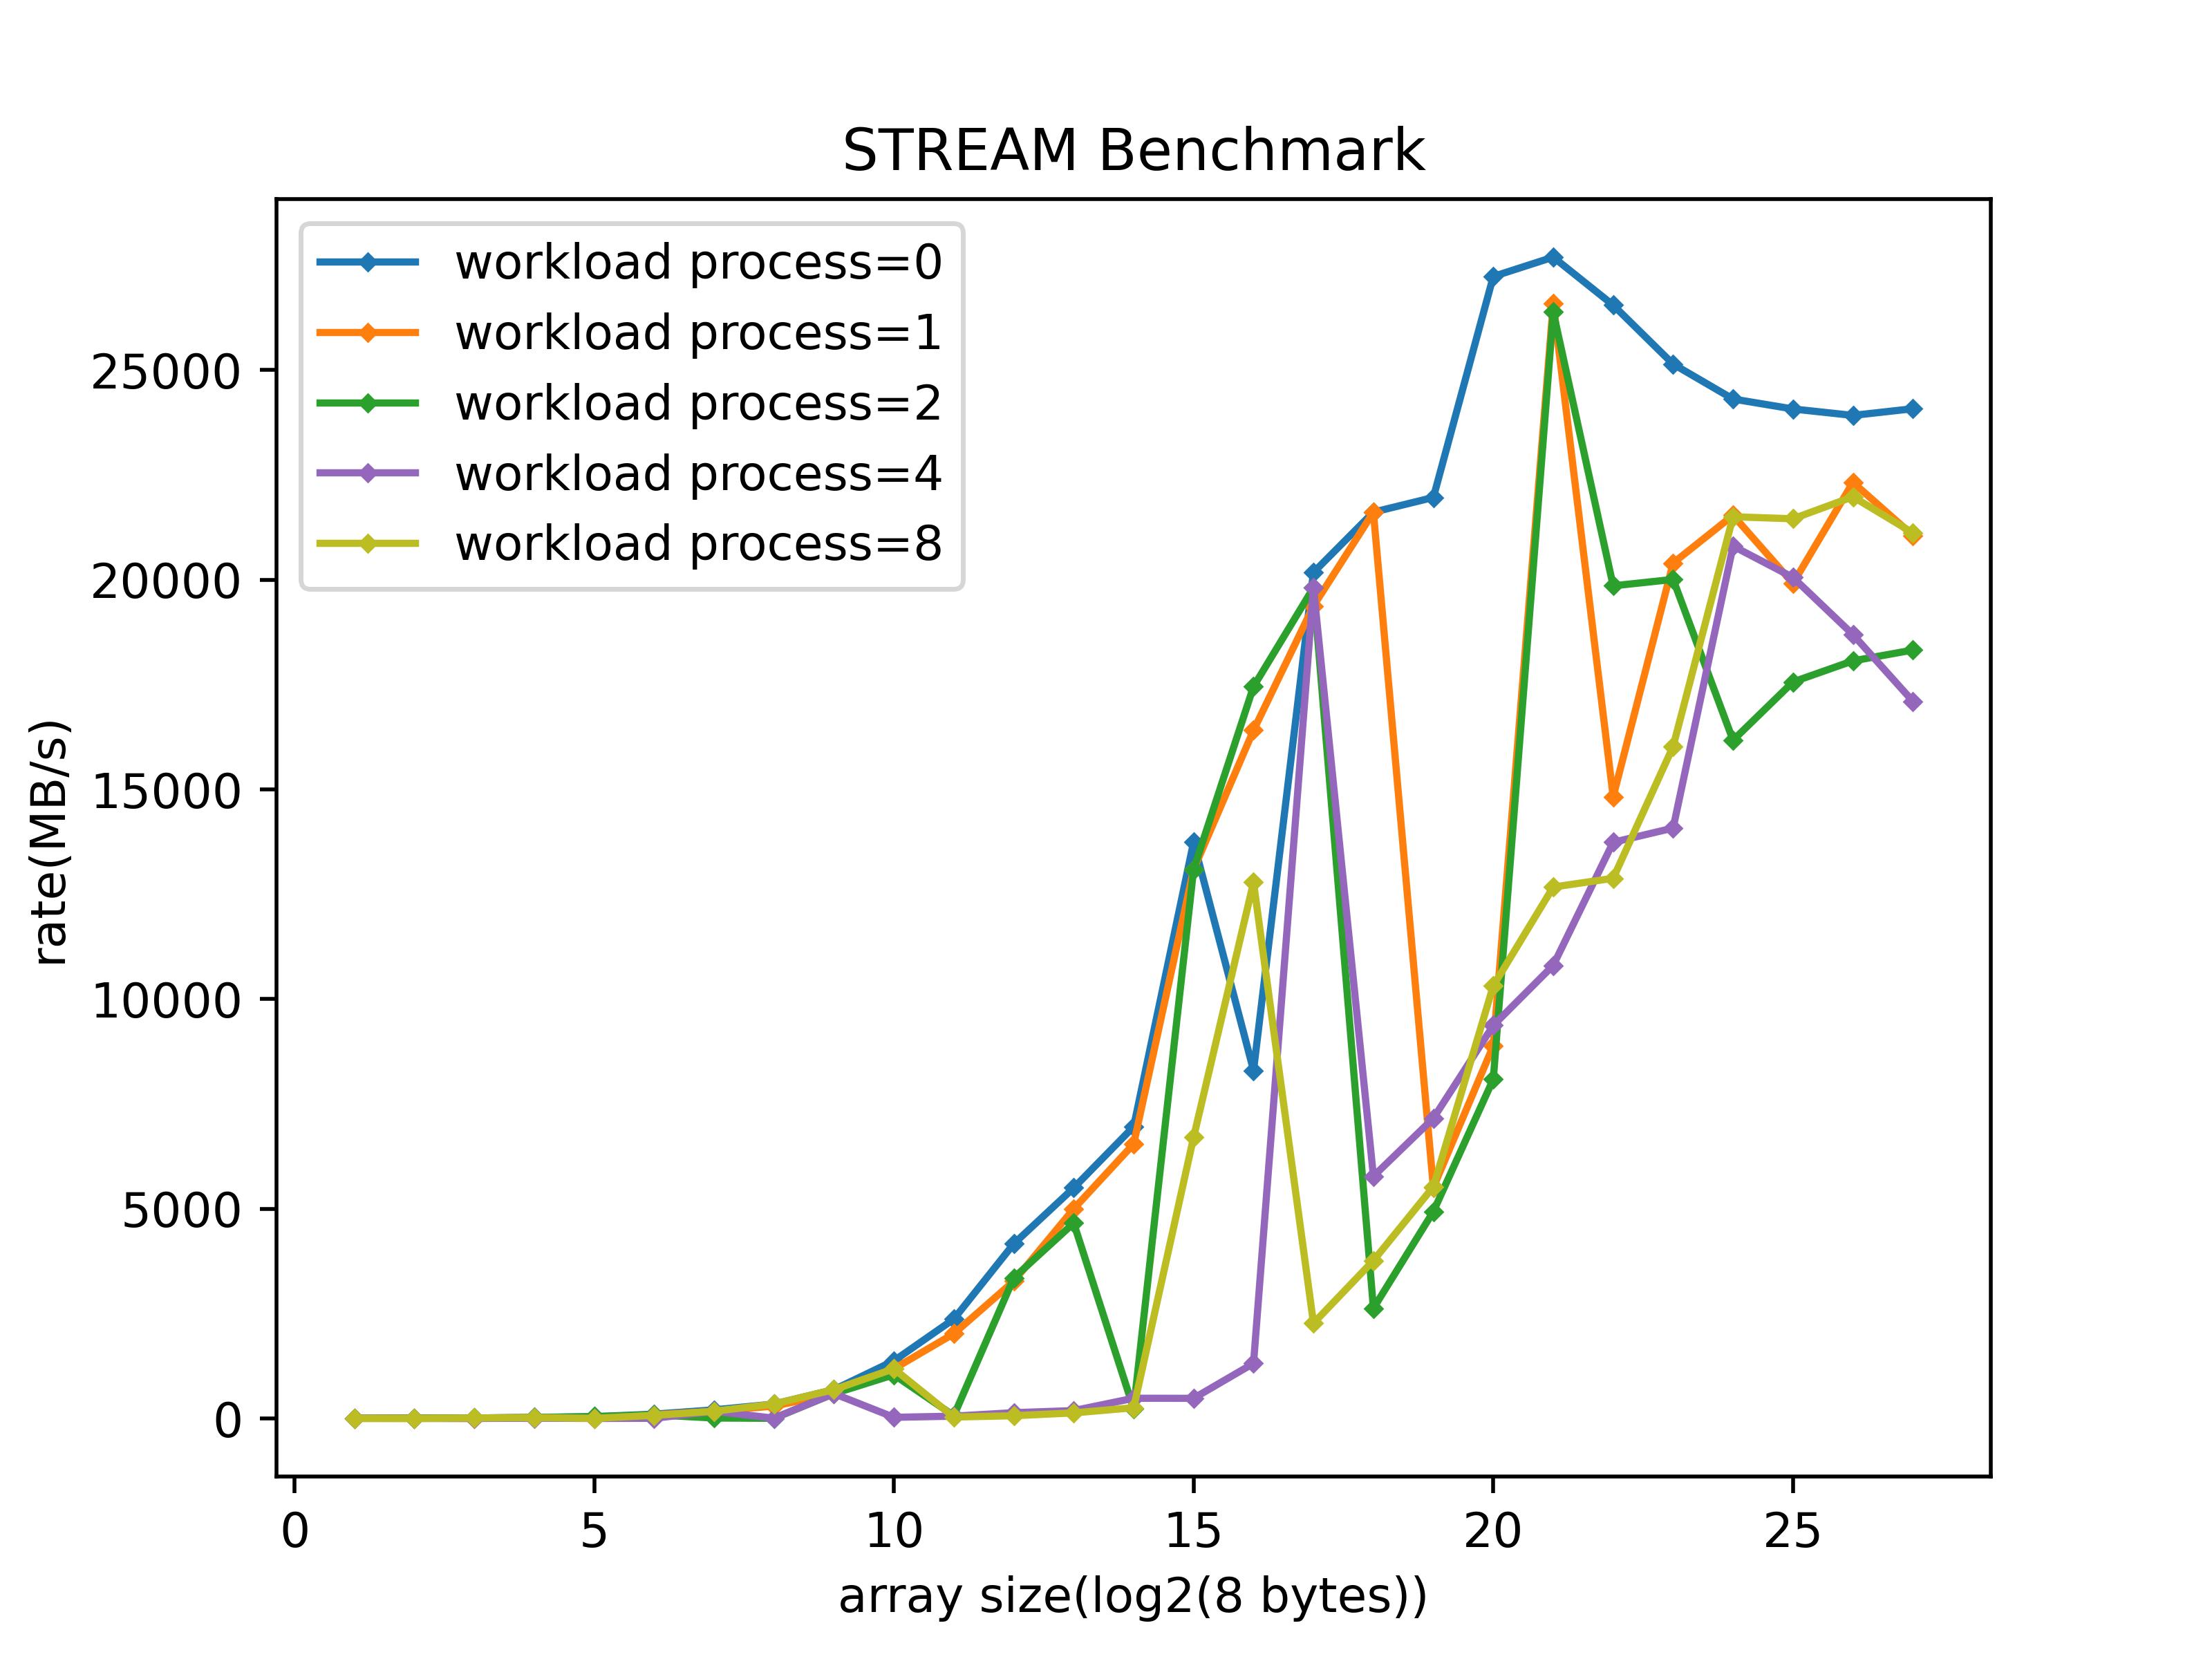 STREAM Benchmark
workload process=0
workload process=1
workload process=2
workload process=4
workload process=8
25000
20000
15000
10000
5000
0
rate(MB/s)
0 5 10 15 20 25
array size(log2(8 bytes))